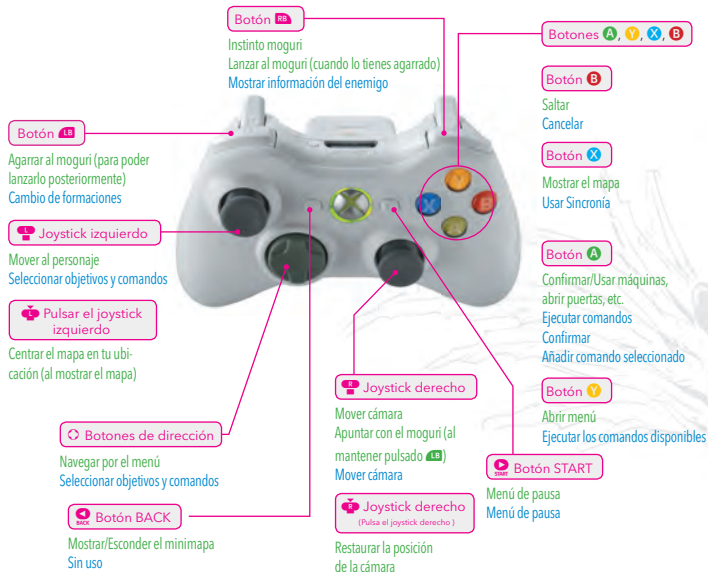 Botón RB
Instinto moguri
Lanzar al moguri (cuando lo tienes agarrado)
Mostrar información del enemigo
Botones A, Y, X, B
Botón B
Saltar
Cancelar
Botón X
Mostrar el mapa
Usar Sincronía
Botón A
Confirmar/Usar máquinas,
abrir puertas, etc.
Ejecutar comandos
Confirmar
Añadir comando seleccionado
Botón Y
Abrir menú
Ejecutar los comandos disponibles
Botón LB
Agarrar al moguri (para poder
lanzarlo posteriormente)
Cambio de formaciones
L Joystick izquierdo
Mover al personaje
Seleccionar objetivos y comandos
L Pulsar el joystick
izquierdo
Centrar el mapa en tu ubi-
cación (al mostrar el mapa)
Botones de dirección
Navegar por el menú
Seleccionar objetivos y comandos
BACK Botón BACK
Mostrar/Esconder el minimapa
Sin uso
R Joystick derecho
Mover cámara
Apuntar con el moguri (al
mantener pulsado LB)
Mover cámara
R Joystick derecho
(Pulsa el joystick derecho )
Restaurar la posición
de la cámara
START Botón START
Menú de pausa
Menú de pausa
Y
X
B
A